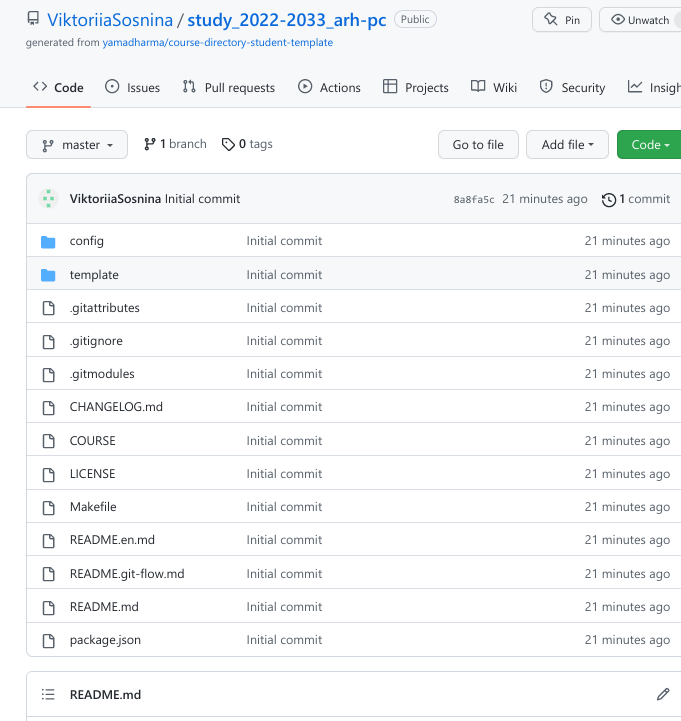 ViktoriiaSosnina / study_2022-2033_arh-pc Public Pin Unwatch
generated from yamadharma/course-directory-student-template
Code Issues Pull requests Actions Projects Wiki Security Insigh
master 1 branch 0 tags Go to file Add file Code
ViktoriiaSosnina Initial commit 8a8fa5c 21 minutes ago 1 commit
config Initial commit 21 minutes ago
template Initial commit 21 minutes ago
.gitattributes Initial commit 21 minutes ago
.gitignore Initial commit 21 minutes ago
.gitmodules Initial commit 21 minutes ago
CHANGELOG.md Initial commit 21 minutes ago
COURSE Initial commit 21 minutes ago
LICENSE Initial commit 21 minutes ago
Makefile Initial commit 21 minutes ago
README.en.md Initial commit 21 minutes ago
README.git-flow.md Initial commit 21 minutes ago
README.md Initial commit 21 minutes ago
package.json Initial commit 21 minutes ago
README.md